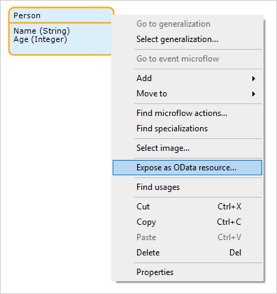 Person
Name (String)
Age (Integer)
Go to generalization
Select generalization...
Go to event microflow
Add
Move to
Find microflow actions...
Find specializations
Select image...
Expose as OData resource...
Find usages
Cut Ctrl+X
Copy Ctrl+C
Paste Ctrl+V
Delete Del
Properties